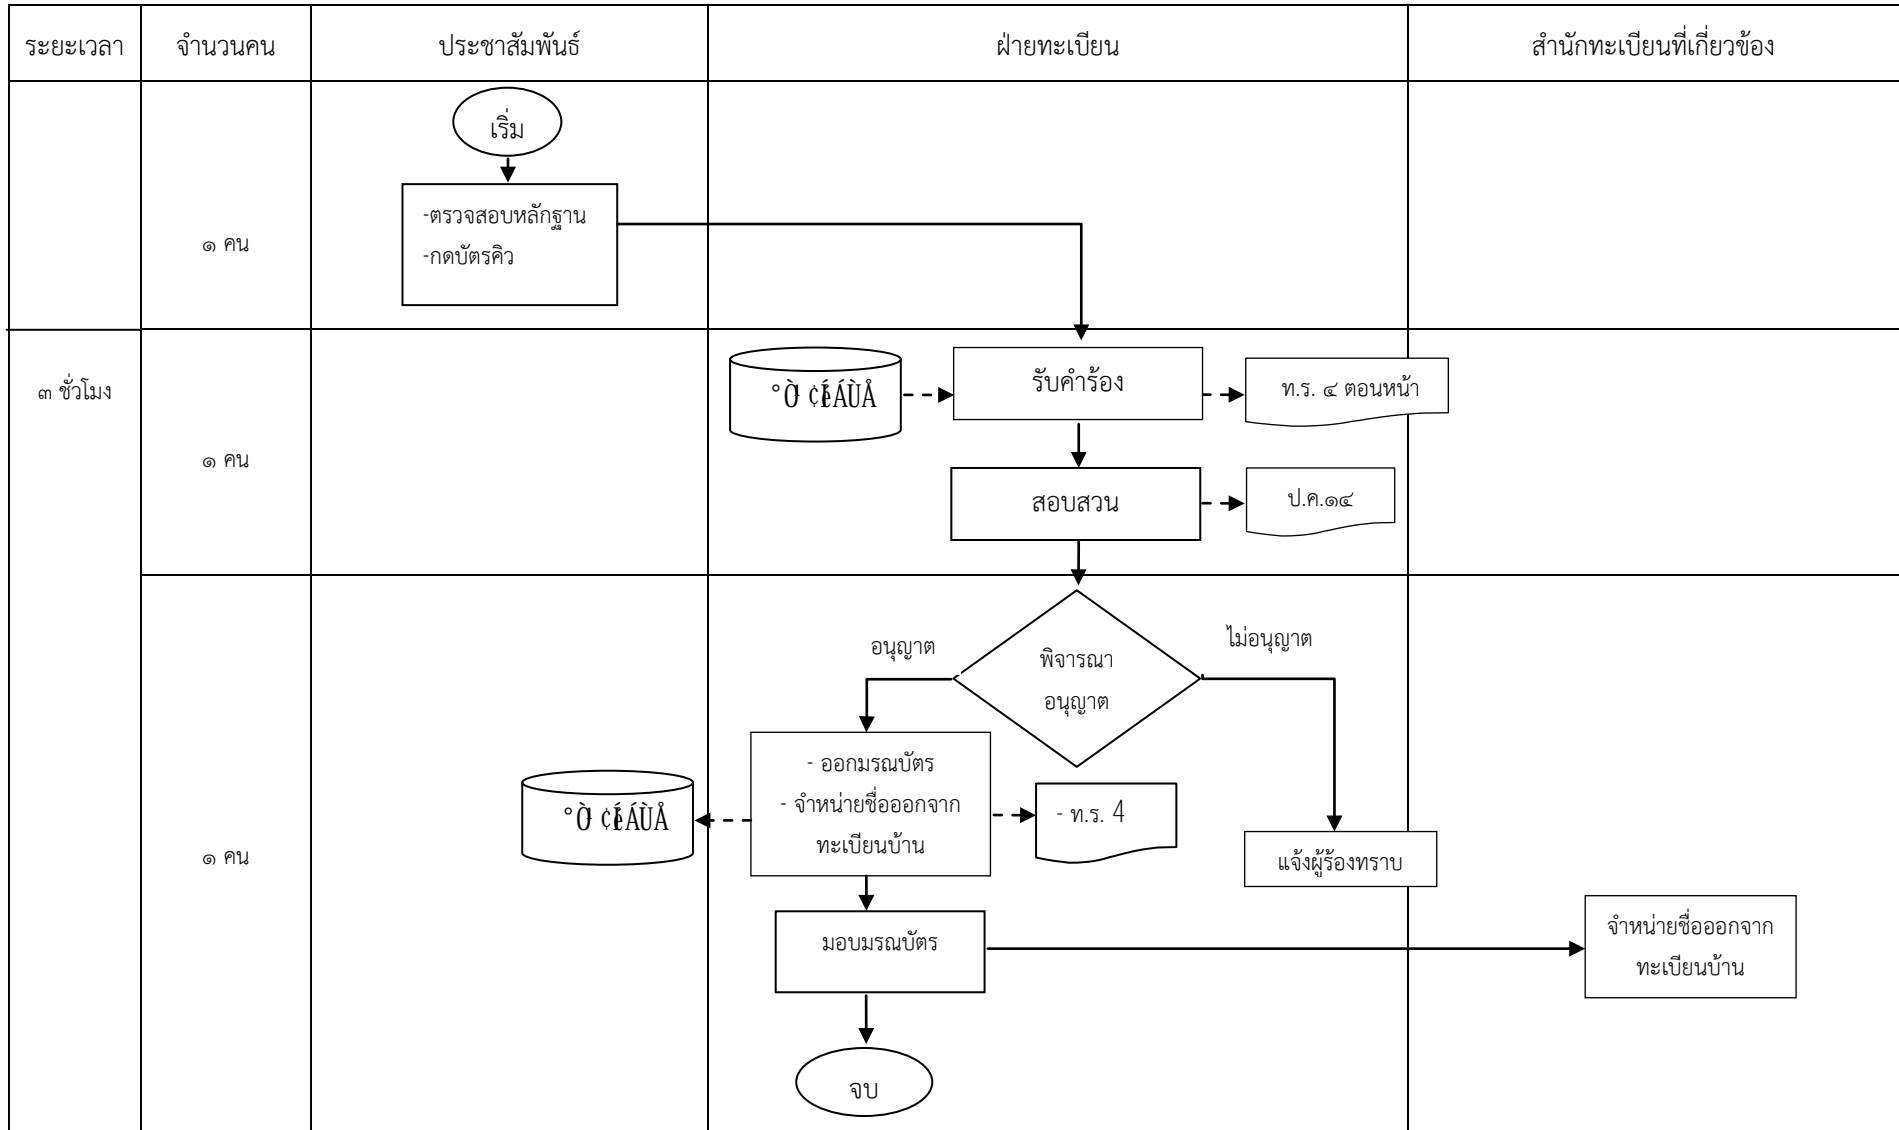 ระยะเวลา
จำนวนคน
ประชาสัมพันธ์
ฝ่ายทะเบียน
สำนักทะเบียนที่เกี่ยวข้อง
เริ่ม
-ตรวจสอบหลักฐาน
-กดบัตรคิว
๑ คน
๓ ชั่วโมง
รับคำร้อง
ท.ร. ๔ ตอนหน้า
๑ คน
สอบสวน
ป.ค.๑๔
อนุญาต
พิจารณา
อนุญาต
ไม่อนุญาต
- ออกมรณบัตร
- จำหน่ายชื่อออกจาก
ทะเบียนบ้าน
- ท.ร. 4
๑ คน
แจ้งผู้ร้องทราบ
มอบมรณบัตร
จำหน่ายชื่อออกจาก
ทะเบียนบ้าน
จบ